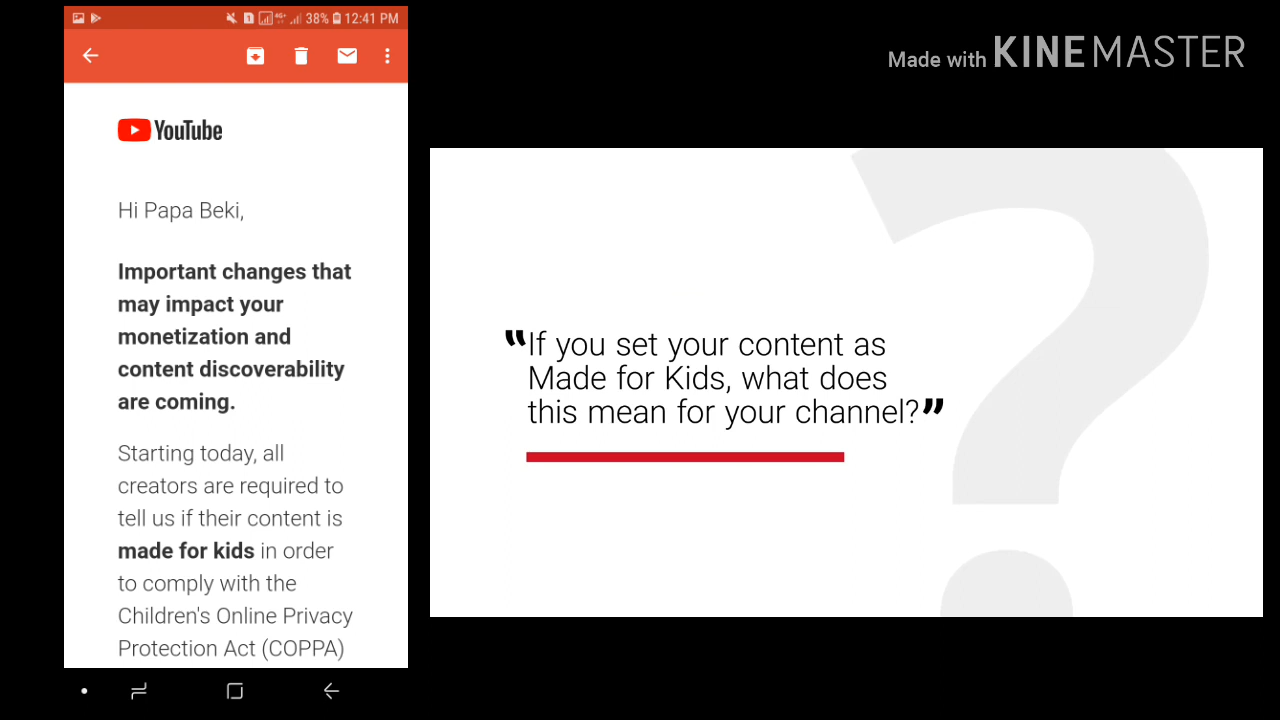 38% 12:41 PM
Made with KINEMASTER
YouTube
Hi Papa Beki,
Important changes that
may impact your
monetization and
content discoverability
are coming.
Starting today, all
creators are required to
tell us if their content is
made for kids in order
to comply with the
Children's Online Privacy
Protection Act (COPPA)
"If you set your content as
Made for Kids, what does
this mean for your channel?"